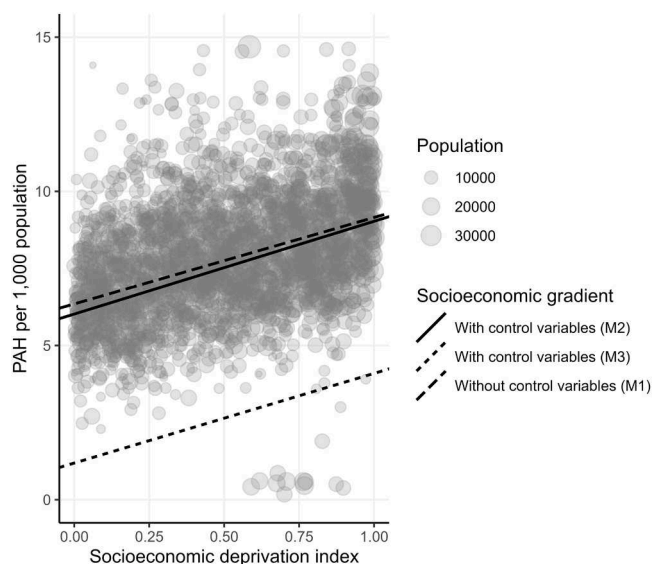 15
10
5
0
PAH per 1,000 population
0.00 0.25 0.50 0.75 1.00
Socioeconomic deprivation index
Population
10000
20000
30000
Socioeconomic gradient
With control variables (M2)
With control variables (M3)
Without control variables (M1)